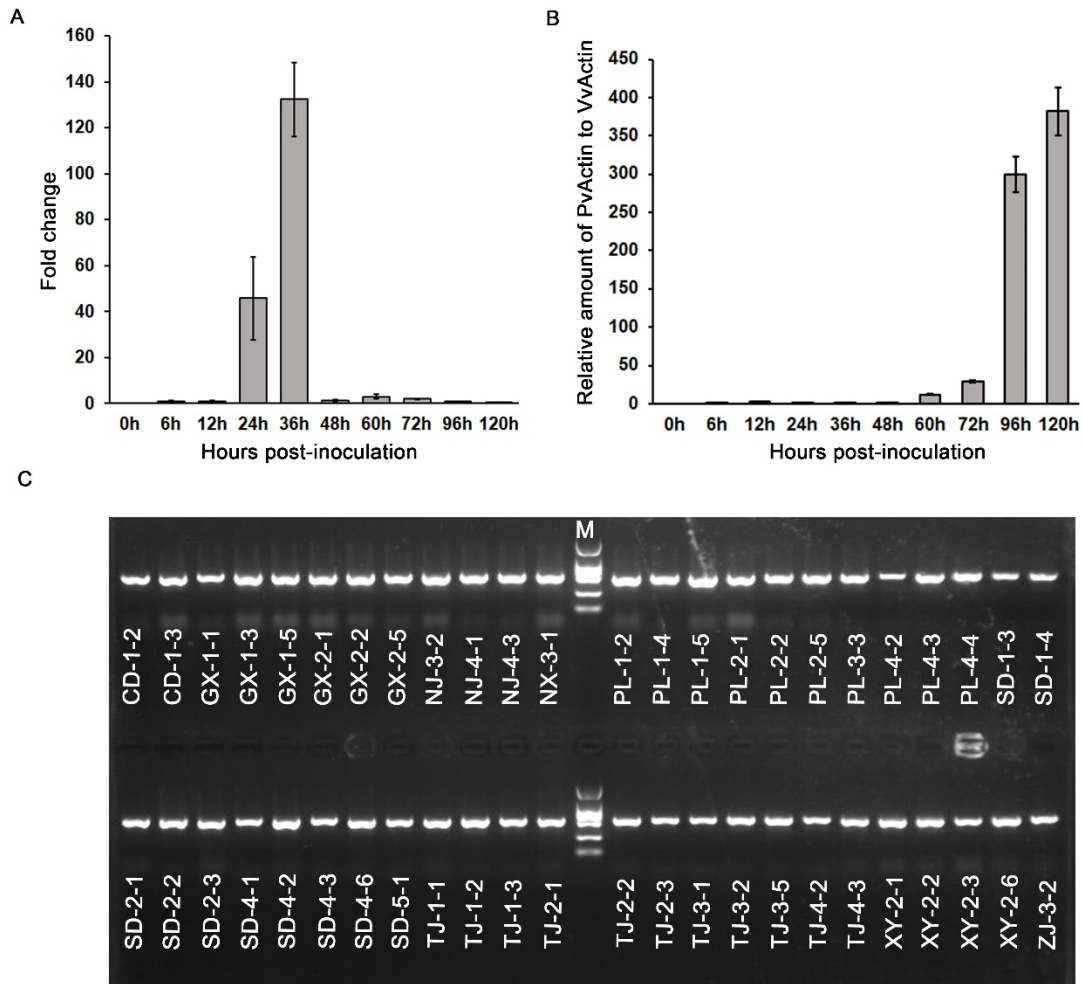 A
Fold change
160
140
120
100
80
60
40
20
0
0h 6h 12h 24h 36h 48h 60h 72h 96h 120h
Hours post-inoculation
B
Relative amount of PvActin to VvActin
450
400
350
300
250
200
150
100
50
0
0h 6h 12h 24h 36h 48h 60h 72h 96h 120h
Hours post-inoculation
C
M
CD-1-2 CD-1-3 GX-1-1 GX-1-3 GX-1-5 GX-2-1 GX-2-2 GX-2-5 NJ-3-2 NJ-4-1 NJ-4-3 NX-3-1 PL-1-2 PL-1-4 PL-1-5 PL-2-1 PL-2-2 PL-2-5 PL-3-3 PL-4-2 PL-4-3 PL-4-4 SD-1-3 SD-1-4
SD-2-1 SD-2-2 SD-2-3 SD-4-1 SD-4-2 SD-4-3 SD-4-6 SD-5-1 TJ-1-1 TJ-1-2 TJ-1-3 TJ-2-1 TJ-2-2 TJ-2-3 TJ-3-1 TJ-3-2 TJ-3-5 TJ-4-2 TJ-4-3 XY-2-1 XY-2-2 XY-2-3 XY-2-6 ZJ-3-2